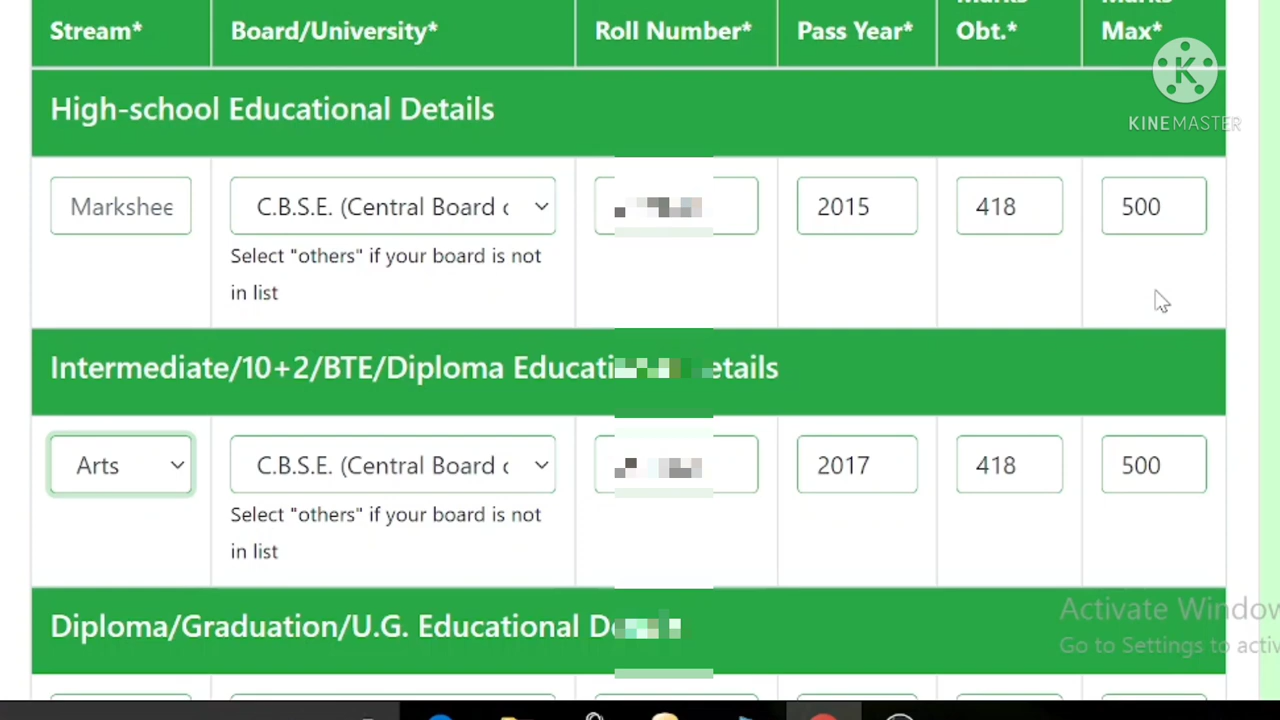 Stream* Board/University* Roll Number* Pass Year* Obt.* Max*
KINEMASTER
High-school Educational Details
Markshee C.B.S.E. (Central Board 2015 418 500
Select "others" if your board is not
in list
Intermediate/10+2/BTE/Diploma Educati etails
Arts C.B.S.E. (Central Board 2017 418 500
Select "others" if your board is not
in list
Diploma/Graduation/U.G. Educational
Activate Window
Go to Settings to activ